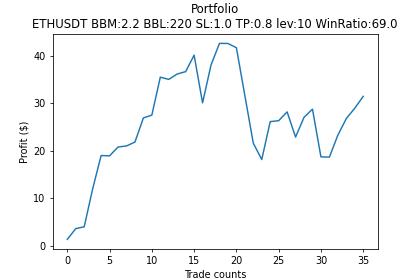 Portfolio
ETHUSDT BBM:2.2 BBL:220 SL:1.0 TP:0.8 lev:10 WinRatio:69.0
40
30
20
10
0
Profit ($)
0 5 10 15 20 25 30 35
Trade counts